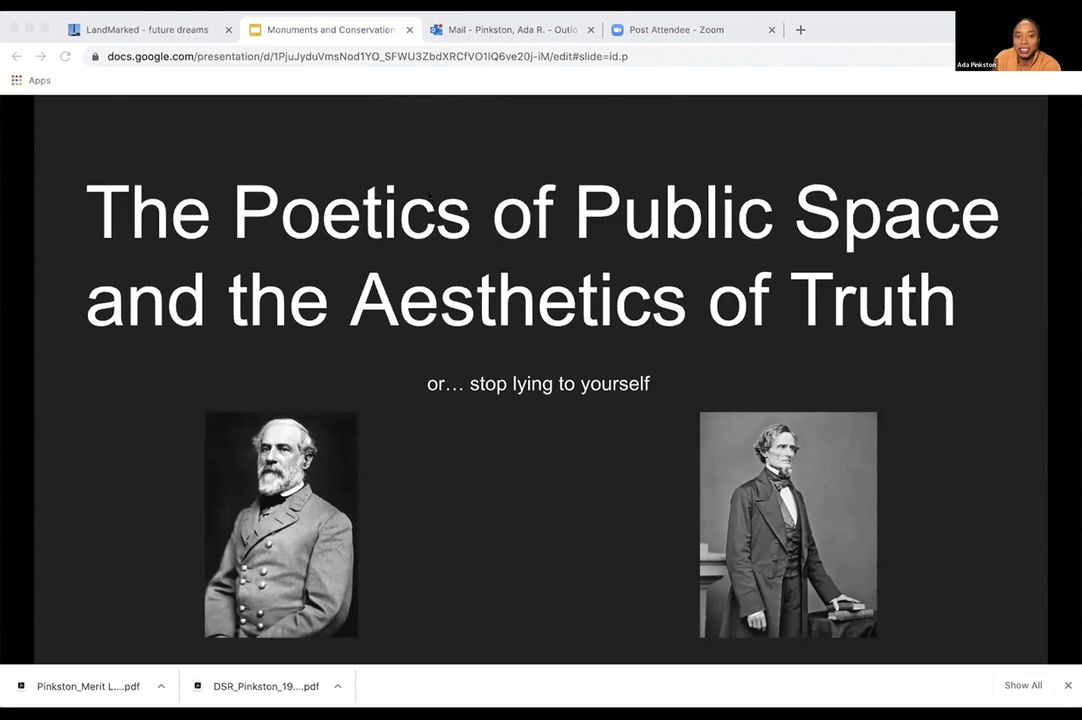 LandMarked - future dreams
Monuments and Conservation
Mail - Pinkston, Ada R. - Outlo
Post Attendee - Zoom
docs.google.com/presentation/d/1PjuJyduVmsNod1YO_SFWU3ZbdXRCfVO1lQ6ve20j-iM/edit#slide=id.p
Ada Pinkston
Apps
The Poetics of Public Space
and the Aesthetics of Truth
or… stop lying to yourself
Pinkston_Merit L....pdf
DSR_Pinkston_19....pdf
Show All